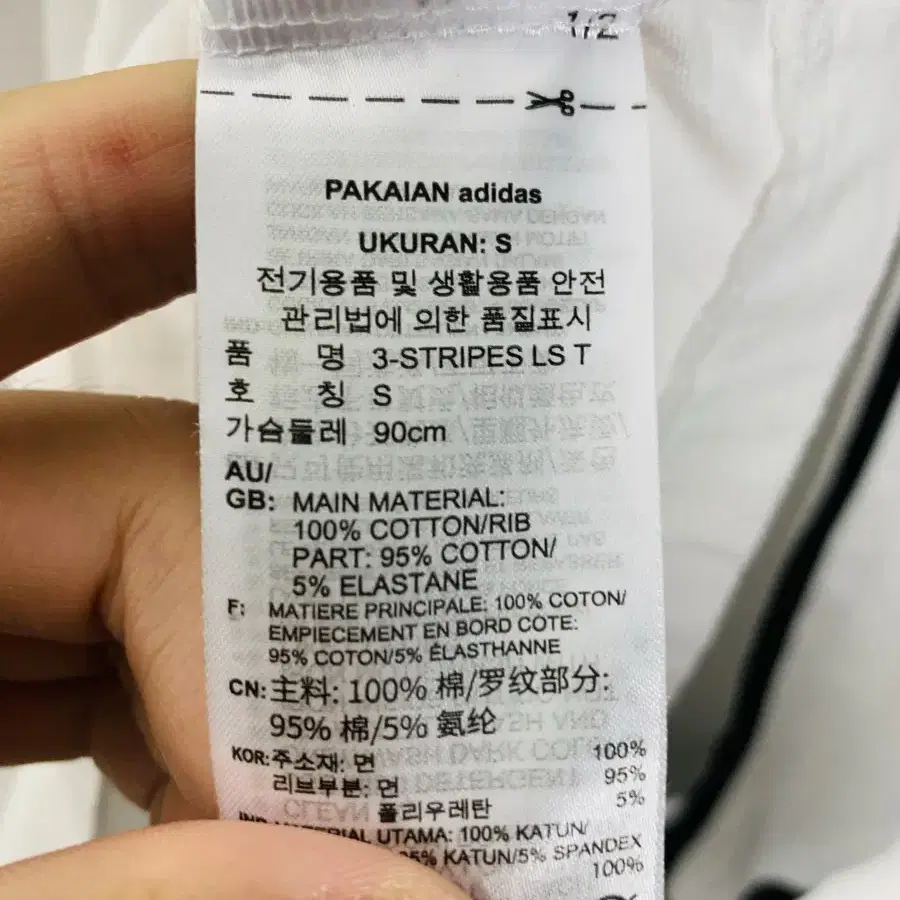 1/2
PAKAIAN adidas
UKURAN: S
전기용품 및 생활용품 안전
관리법에 의한 품질표시
품 명 3-STRIPES LS T
호 칭 S
가슴둘레 90cm
AU/
GB: MAIN MATERIAL:
100% COTTON/RIB
PART: 95% COTTON/
5% ELASTANE
F: MATIERE PRINCIPALE: 100% COTON/
EMPIECEMENT EN BORD COTE:
95% COTON/5% ÉLASTHANNE
CN: 主料: 100% 棉/罗纹部分:
95% 棉/5% 氨纶
KOR: 주소재: 면 100%
리브부분: 면 95%
폴리우레탄 5%
UTAMA: 100% KATUN/
KATUN/5% SPANDEX
100%